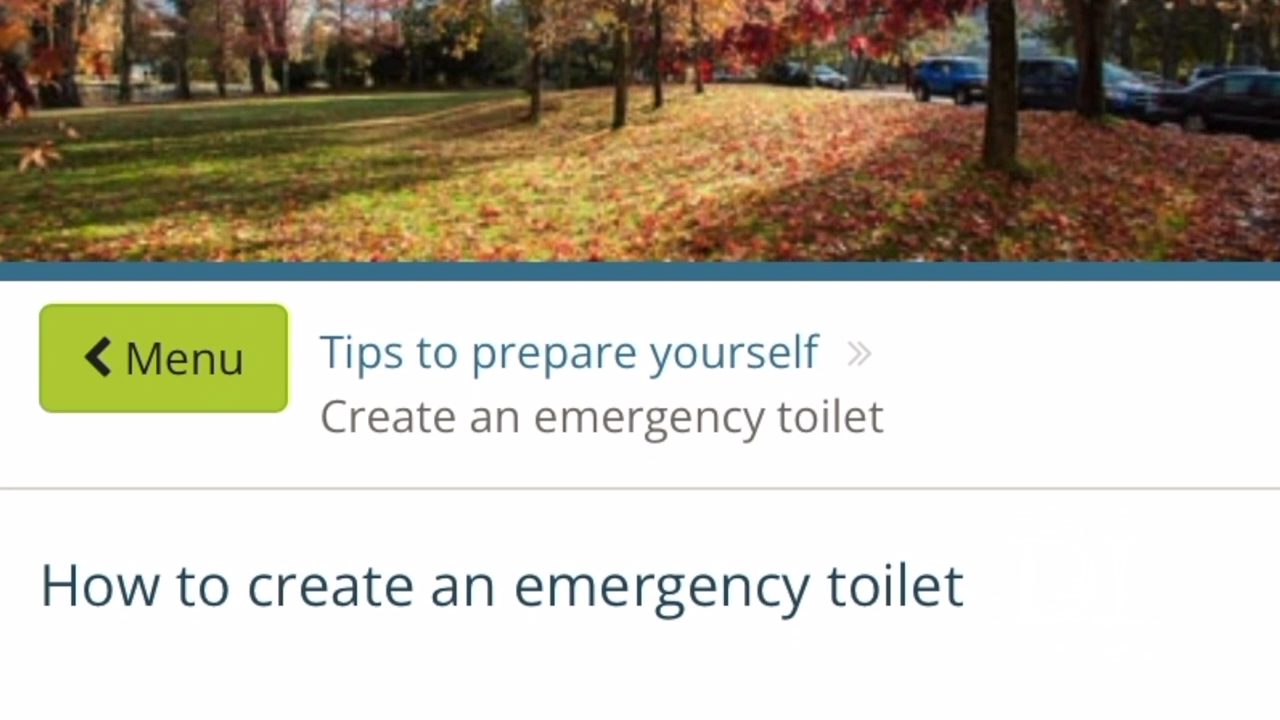 Menu
Tips to prepare yourself »
Create an emergency toilet
How to create an emergency toilet